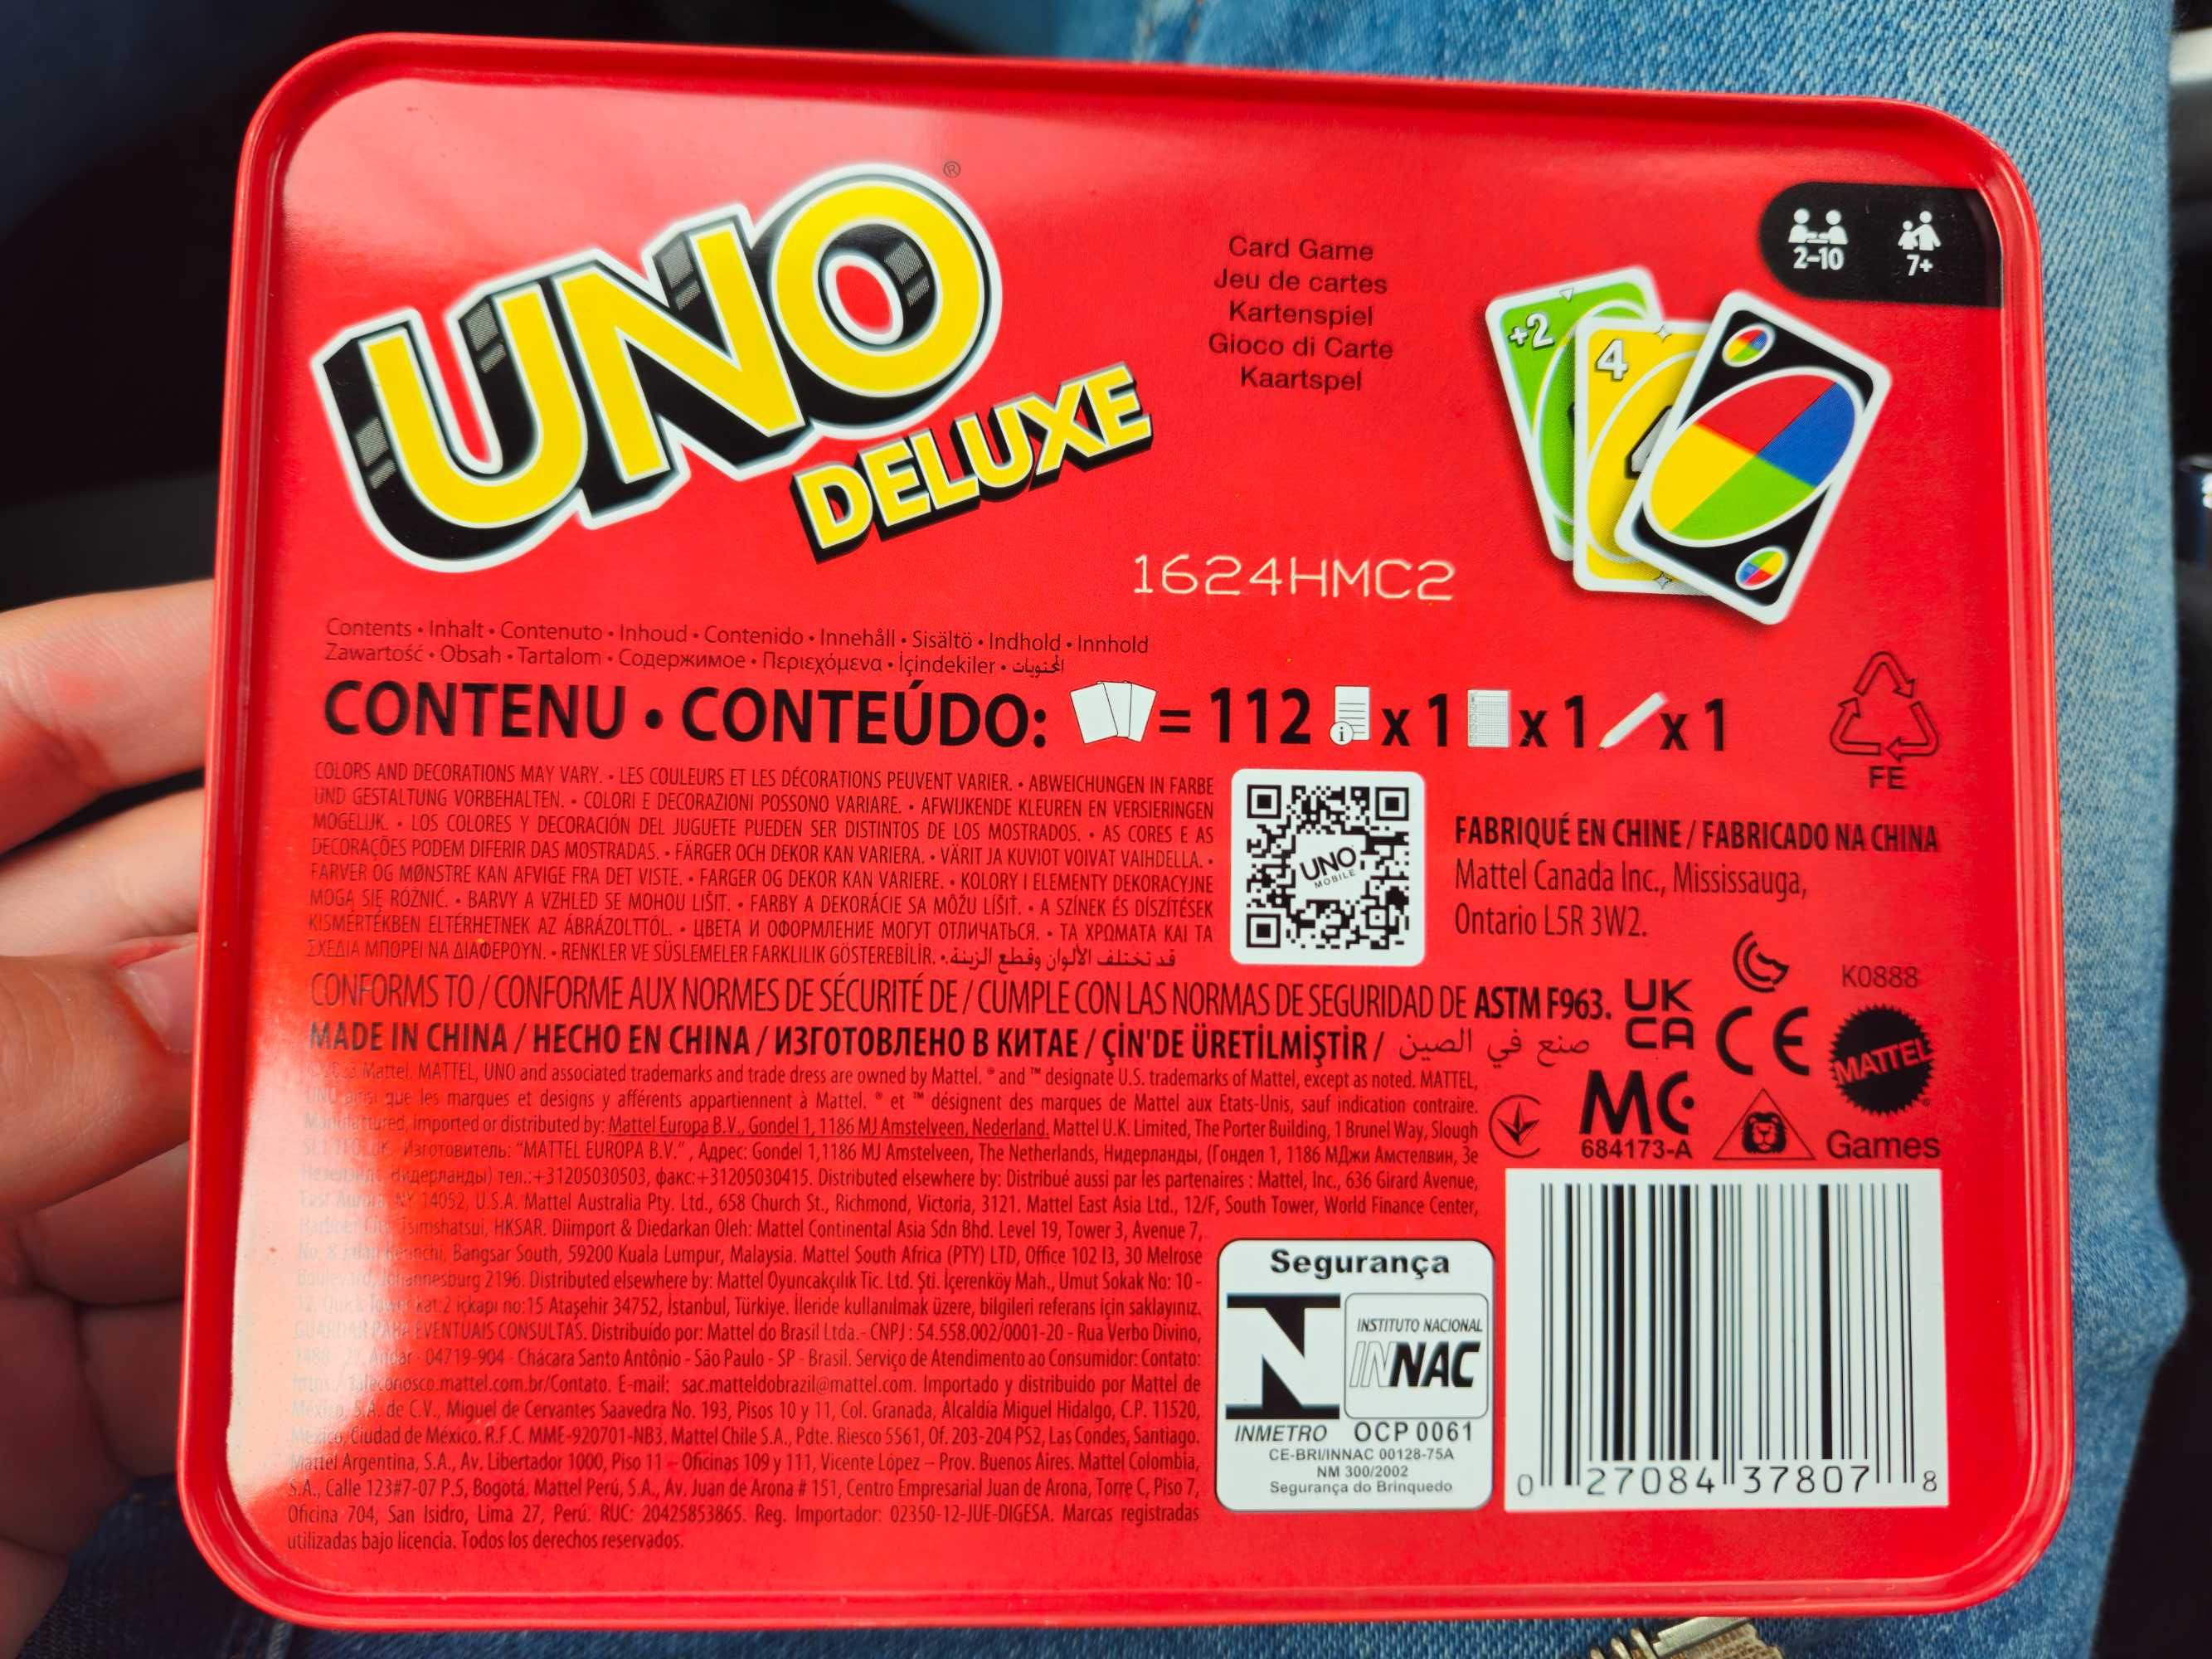 UNO®
DELUXE
Card Game
Jeu de cartes
Kartenspiel
Gioco di Carte
Kaartspel
2-10
7+
+2
4
1624HMC2
Contents • Inhalt • Contenuto • Inhoud • Contenido • Innehåll • Sisältö • Indhold • Innhold
Zawartość • Obsah • Tartalom • Содержимое • Περιεχόμενα • İçindekiler • المحتويات
CONTENU • CONTEÚDO: = 112 x 1 x 1 x 1
FE
COLORS AND DECORATIONS MAY VARY. • LES COULEURS ET LES DÉCORATIONS PEUVENT VARIER. • ABWEICHUNGEN IN FARBE
UND GESTALTUNG VORBEHALTEN. • COLORI E DECORAZIONI POSSONO VARIARE. • AFWIJKENDE KLEUREN EN VERSIERINGEN
MOGELIJK. • LOS COLORES Y DECORACIÓN DEL JUGUETE PUEDEN SER DISTINTOS DE LOS MOSTRADOS. • AS CORES E AS
DECORAÇÕES PODEM DIFERIR DAS MOSTRADAS. • FÄRGER OCH DEKOR KAN VARIERA. • VÄRIT JA KUVIOT VOIVAT VAIHDELLA. •
FARVER OG MØNSTRE KAN AFVIGE FRA DET VISTE. • FARGER OG DEKOR KAN VARIERE. • KOLORY I ELEMENTY DEKORACYJNE
MOGĄ SIĘ RÓŻNIĆ. • BARVY A VZHLED SE MOHOU LIŠIT. • FARBY A DEKORÁCIE SA MÔŽU LÍŠIŤ. • A SZÍNEK ÉS DÍSZÍTÉSEK
KISMÉRTÉKBEN ELTÉRHETNEK AZ ÁBRÁZOLTTÓL. • ЦВЕТА И ОФОРМЛЕНИЕ МОГУТ ОТЛИЧАТЬСЯ. • ΤΑ ΧΡΩΜΑΤΑ ΚΑΙ ΤΑ
ΣΧΕΔΙΑ ΜΠΟΡΕΙ ΝΑ ΔΙΑΦΕΡΟΥΝ. • RENKLER VE SÜSLEMELER FARKLILIK GÖSTEREBİLİR. • قد تختلف الألوان وقطع الزينة.
UNO
MOBILE
FABRIQUÉ EN CHINE / FABRICADO NA CHINA
Mattel Canada Inc., Mississauga,
Ontario L5R 3W2.
CONFORMS TO / CONFORME AUX NORMES DE SÉCURITÉ DE / CUMPLE CON LAS NORMAS DE SEGURIDAD DE ASTM F963.
MADE IN CHINA / HECHO EN CHINA / ИЗГОТОВЛЕНО В КИТАЕ / ÇİN'DE ÜRETİLMİŞTİR / صنع في الصين
UK
CA
CE
K0888
MATTEL
Games
MC
684173-A
Mattel. MATTEL, UNO and associated trademarks and trade dress are owned by Mattel. ® and ™ designate U.S. trademarks of Mattel, except as noted. MATTEL,
UNO ainsi que les marques et designs y afférents appartiennent à Mattel. ® et ™ désignent des marques de Mattel aux Etats-Unis, sauf indication contraire.
Manufactured, imported or distributed by: Mattel Europa B.V., Gondel 1, 1186 MJ Amstelveen, Nederland. Mattel U.K. Limited, The Porter Building, 1 Brunel Way, Slough
Изготовитель: “MATTEL EUROPA B.V.” , Адрес: Gondel 1,1186 MJ Amstelveen, The Netherlands, Нидерланды, (Гондел 1, 1186 МДжи Амстелвин, Зе
тел.:+31205030503, факс:+31205030415. Distributed elsewhere by: Distribué aussi par les partenaires : Mattel, Inc., 636 Girard Avenue,
East Aurora, NY 14052, U.S.A. Mattel Australia Pty. Ltd., 658 Church St., Richmond, Victoria, 3121. Mattel East Asia Ltd., 12/F, South Tower, World Finance Center,
Tsimshatsui, HKSAR. Diimport & Diedarkan Oleh: Mattel Continental Asia Sdn Bhd. Level 19, Tower 3, Avenue 7,
Bangsar South, 59200 Kuala Lumpur, Malaysia. Mattel South Africa (PTY) LTD, Office 102 I3, 30 Melrose
Johannesburg 2196. Distributed elsewhere by: Mattel Oyuncakçılık Tic. Ltd. Şti. İçerenköy Mah., Umut Sokak No: 10 -
kat:2 içkapı no:15 Ataşehir 34752, İstanbul, Türkiye. İleride kullanılmak üzere, bilgileri referans için saklayınız.
GUARDAR PARA EVENTUAIS CONSULTAS. Distribuído por: Mattel do Brasil Ltda.- CNPJ : 54.558.002/0001-20 - Rua Verbo Divino,
Andar - 04719-904 - Chácara Santo Antônio - São Paulo - SP - Brasil. Serviço de Atendimento ao Consumidor: Contato:
faleconosco.mattel.com.br/Contato. E-mail: sac.matteldobrazil@mattel.com. Importado y distribuido por Mattel de
México, S.A. de C.V., Miguel de Cervantes Saavedra No. 193, Pisos 10 y 11, Col. Granada, Alcaldía Miguel Hidalgo, C.P. 11520,
México, Ciudad de México. R.F.C. MME-920701-NB3. Mattel Chile S.A., Pdte. Riesco 5561, Of. 203-204 PS2, Las Condes, Santiago.
Mattel Argentina, S.A., Av. Libertador 1000, Piso 11 – Oficinas 109 y 111, Vicente López – Prov. Buenos Aires. Mattel Colombia,
S.A., Calle 123#7-07 P.5, Bogotá. Mattel Perú, S.A., Av. Juan de Arona # 151, Centro Empresarial Juan de Arona, Torre C, Piso 7,
Oficina 704, San Isidro, Lima 27, Perú. RUC: 20425853865. Reg. Importador: 02350-12-JUE-DIGESA. Marcas registradas
utilizadas bajo licencia. Todos los derechos reservados.
Segurança
INSTITUTO NACIONAL
INNAC
INMETRO OCP 0061
CE-BRI/INNAC 00128-75A
NM 300/2002
Segurança do Brinquedo
0 27084 37807 8